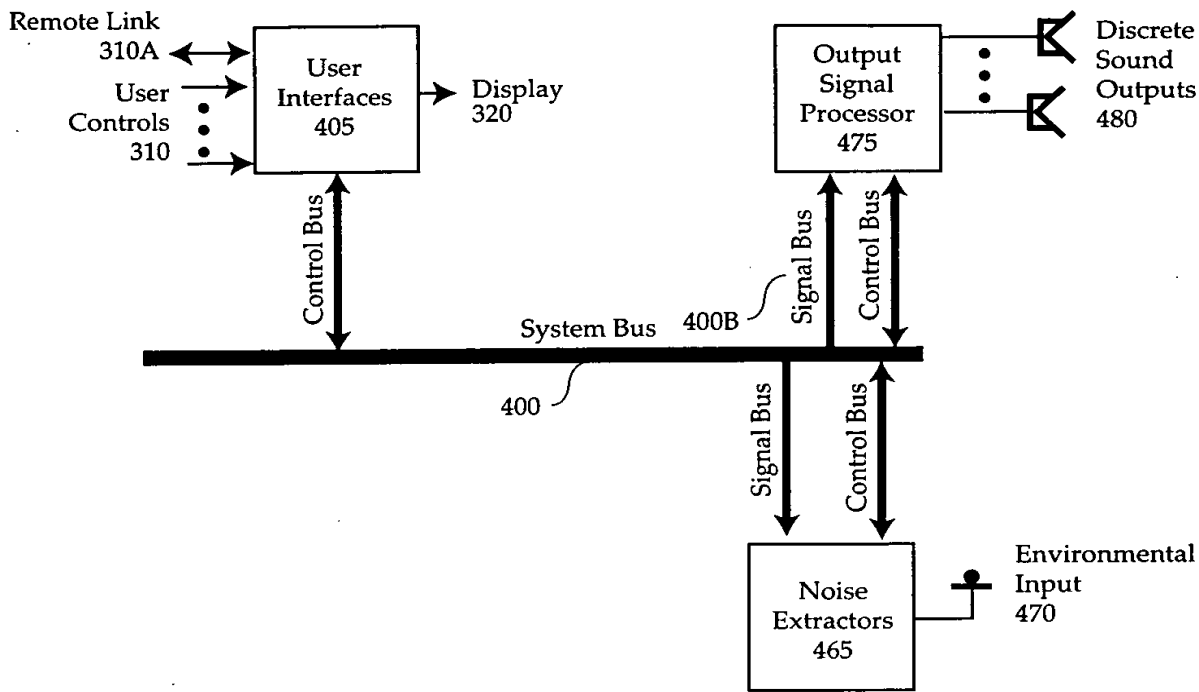 Remote Link
310A
User
Controls
310
User
Interfaces
405
Display
320
Output
Signal
Processor
475
Discrete
Sound
Outputs
480
Control Bus
Signal Bus
Control Bus
400B
System Bus
400
Signal Bus
Control Bus
Noise
Extractors
465
Environmental
Input
470